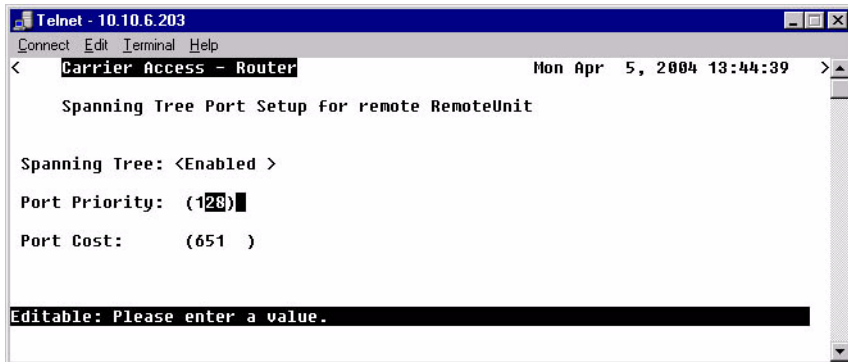 Telnet - 10.10.6.203
Connect Edit Terminal Help
< Carrier Access - Router Mon Apr 5, 2004 13:44:39 >
Spanning Tree Port Setup for remote RemoteUnit
Spanning Tree: <Enabled >
Port Priority: (128)
Port Cost: (651 )
Editable: Please enter a value.